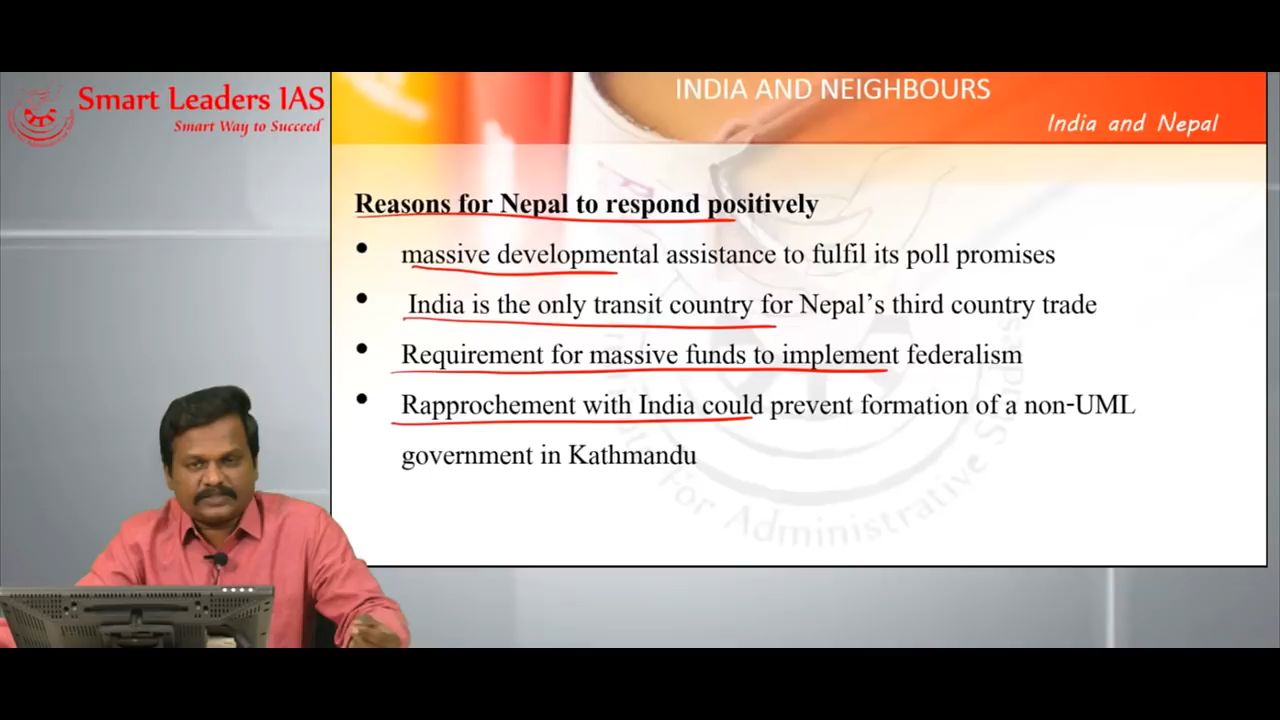 Smart Leaders IAS
Smart Way to Succeed
INDIA AND NEIGHBOURS
India and Nepal
Reasons for Nepal to respond positively
• massive developmental assistance to fulfil its poll promises
• India is the only transit country for Nepal’s third country trade
• Requirement for massive funds to implement federalism
• Rapprochement with India could prevent formation of a non-UML
government in Kathmandu
For Administrative Studies